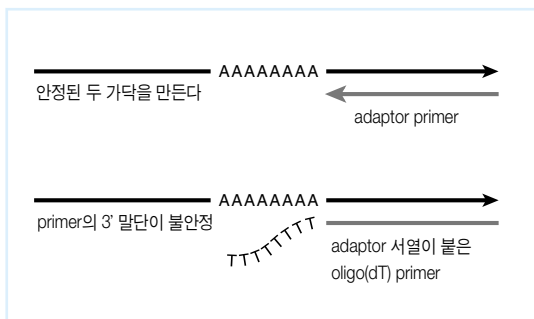 AAAAAAAA
안정된 두 가닥을 만든다
adaptor primer
AAAAAAAA
primer의 3' 말단이 불안정
TTTTTTTT
adaptor 서열이 붙은
oligo(dT) primer